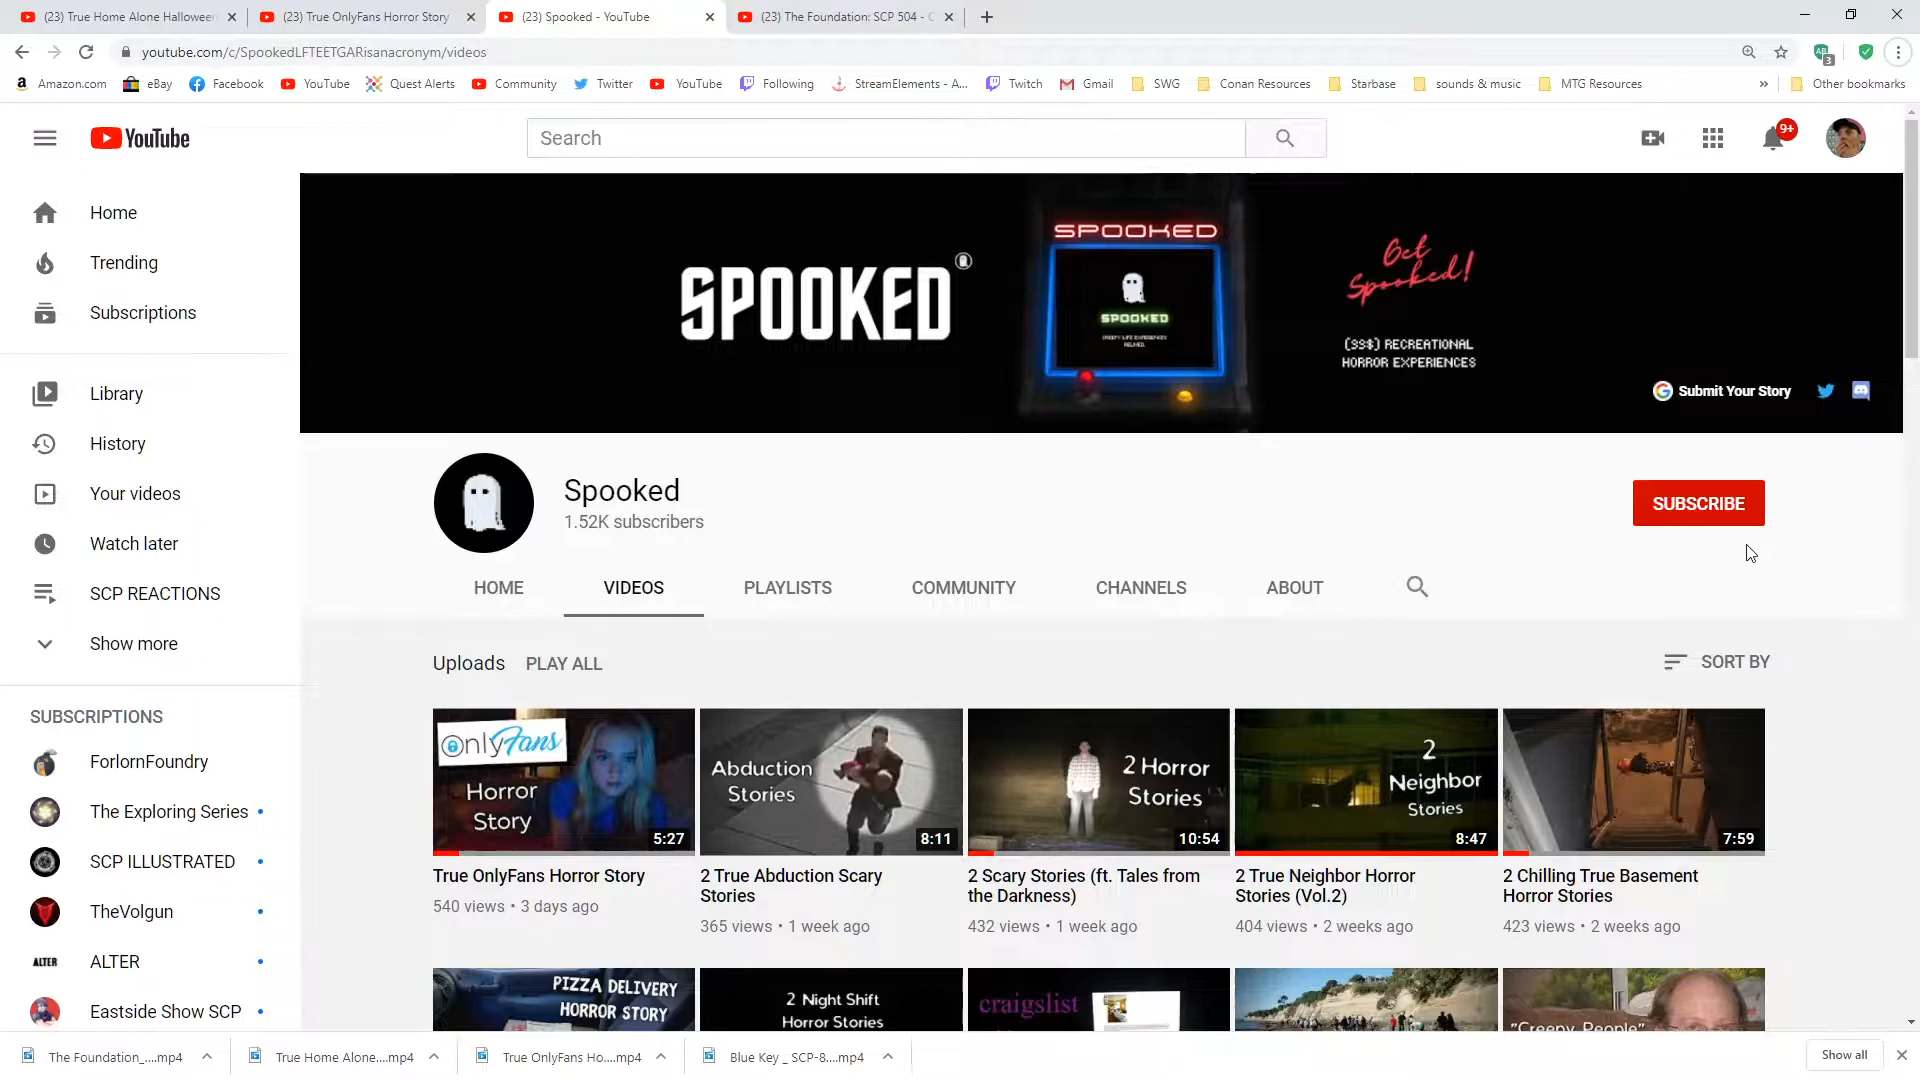 (23) True Home Alone Hallowee
(23) True OnlyFans Horror Story
(23) Spooked - YouTube
(23) The Foundation: SCP 504 - C
youtube.com/c/SpookedLFTEETGARisanacronym/videos
3
Amazon.com
eBay
Facebook
YouTube
Quest Alerts
Community
Twitter
YouTube
Following
StreamElements - A...
Twitch
Gmail
SWG
Conan Resources
Starbase
sounds & music
MTG Resources
»
Other bookmarks
YouTube
Search
9+
Home
Trending
Subscriptions
Library
History
Your videos
Watch later
SCP REACTIONS
Show more
SUBSCRIPTIONS
ForlornFoundry
The Exploring Series
SCP ILLUSTRATED
TheVolgun
ALTER
ALTER
Eastside Show SCP
SPOOKED
SPOOKED
SPOOKED
Get
Spooked!
(99$) RECREATIONAL
HORROR EXPERIENCES
Submit Your Story
Spooked
1.52K subscribers
SUBSCRIBE
HOME
VIDEOS
PLAYLISTS
COMMUNITY
CHANNELS
ABOUT
Uploads
PLAY ALL
SORT BY
OnlyFans
Horror
Story
5:27
True OnlyFans Horror Story
540 views • 3 days ago
Abduction
Stories
8:11
2 True Abduction Scary
Stories
365 views • 1 week ago
2 Horror
Stories
10:54
2 Scary Stories (ft. Tales from
the Darkness)
432 views • 1 week ago
2
Neighbor
Stories
8:47
2 True Neighbor Horror
Stories (Vol.2)
404 views • 2 weeks ago
7:59
2 Chilling True Basement
Horror Stories
423 views • 2 weeks ago
PIZZA DELIVERY
HORROR STORY
2 Night Shift
Horror Stories
craigslist
"Creepy People"
The Foundation_....mp4
True Home Alone....mp4
True OnlyFans Ho....mp4
Blue Key _ SCP-8....mp4
Show all